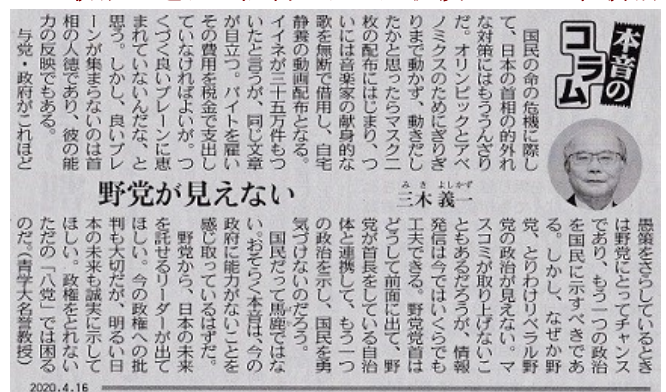 本音のコラム
三木 義一
みき よしかず
野党が見えない
国民の命の危機に際し
て、日本の首相の的外れ
な対策にはもううんざり
だ。オリンピックとアベ
ノミクスのためにぎりぎ
りまで動かず、動きだし
たかと思ったらマスク二
枚の配布にはじまり、つ
いには音楽家の献身的な
歌を無断で借用し、自宅
静養の動画配布となる。
イイネが三十五万件もつ
いたと言うが、同じ文章
が目立つ。バイトを雇い
その費用を税金で支出し
ていなければよいが。つ
くづく良いブレーンに恵
まれていないんだな、と
思う。しかし、良いブレ
ーンが集まらないのは首
相の人徳であり、彼の能
力の反映でもある。
与党・政府がこれほど
愚策をさらしているとき
は野党にとってチャンス
であり、もう一つの政治
を国民に示すべきであ
る。しかし、なぜか野
党、とりわけリベラル野
党の政治が見えない。マ
スコミが取り上げないこ
ともあるだろうが、情報
発信は今ではいくらでも
工夫できる。野党党首は
どうして前面に出て、野
党が首長をしている自治
体と連携して、もう一つ
の政治を示し、国民を勇
気づけないのだろう。
国民だって馬鹿ではな
い。おそらく本音は、今の
政府に能力がないことを
感じ取っているはずだ。
野党から、日本の未来
を託せるリーダーが出て
ほしい。今の政権への批
判も大切だが、明るい日
本の未来も誠実に示して
ほしい。政権をとれない
ただの「八党」では困る
のだ。(青学大名誉教授)
2020.4.16